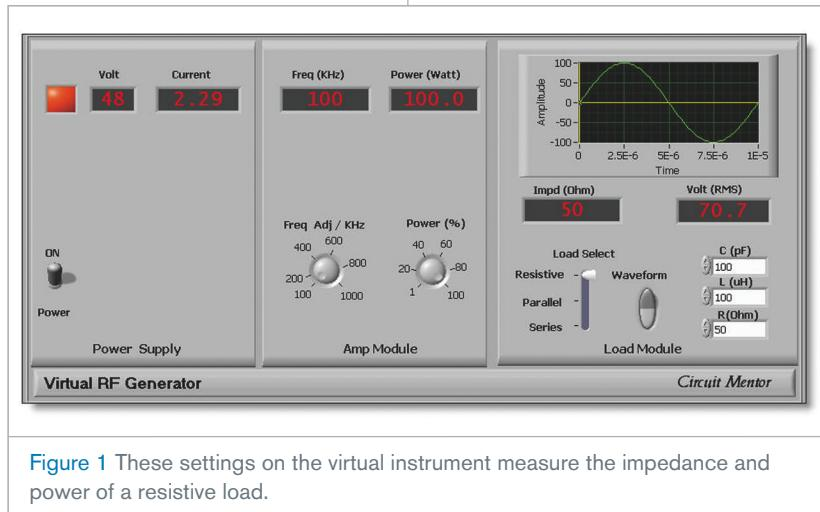 Volt Current
48 2.29
ON
Power
Power Supply
Freq (KHz) Power (Watt)
100 100.0
Freq Adj / KHz Power (%)
100 200 400 600 800 1000
1 20 40 60 80 100
Amp Module
Amplitude
100
50
0
-50
-100
0 2.5E-6 5E-6 7.5E-6 1E-5
Time
Impd (Ohm) Volt (RMS)
50 70.7
Load Select
Resistive
Parallel
Series
Waveform
C (pF)
100
L (uH)
100
R(Ohm)
50
Load Module
Virtual RF Generator Circuit Mentor
Figure 1 These settings on the virtual instrument measure the impedance and
power of a resistive load.